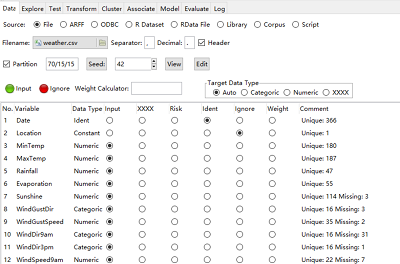 Data Explore Test Transform Cluster Associate Model Evaluate Log
Source: File ARFF ODBC R Dataset RData File Library Corpus Script
Filename: weather.csv Separator: , Decimal: . Header
Partition 70/15/15 Seed: 42 View Edit
Input Ignore Weight Calculator:
Target Data Type
Auto Categoric Numeric XXXX
No. Variable Data Type Input XXXX Risk Ident Ignore Weight Comment
1 Date Ident Unique: 366
2 Location Constant Unique: 1
3 MinTemp Numeric Unique: 180
4 MaxTemp Numeric Unique: 187
5 Rainfall Numeric Unique: 47
6 Evaporation Numeric Unique: 55
7 Sunshine Numeric Unique: 114 Missing: 3
8 WindGustDir Categoric Unique: 16 Missing: 3
9 WindGustSpeed Numeric Unique: 35 Missing: 2
10 WindDir9am Categoric Unique: 16 Missing: 31
11 WindDir3pm Categoric Unique: 16 Missing: 1
12 WindSpeed9am Numeric Unique: 22 Missing: 7